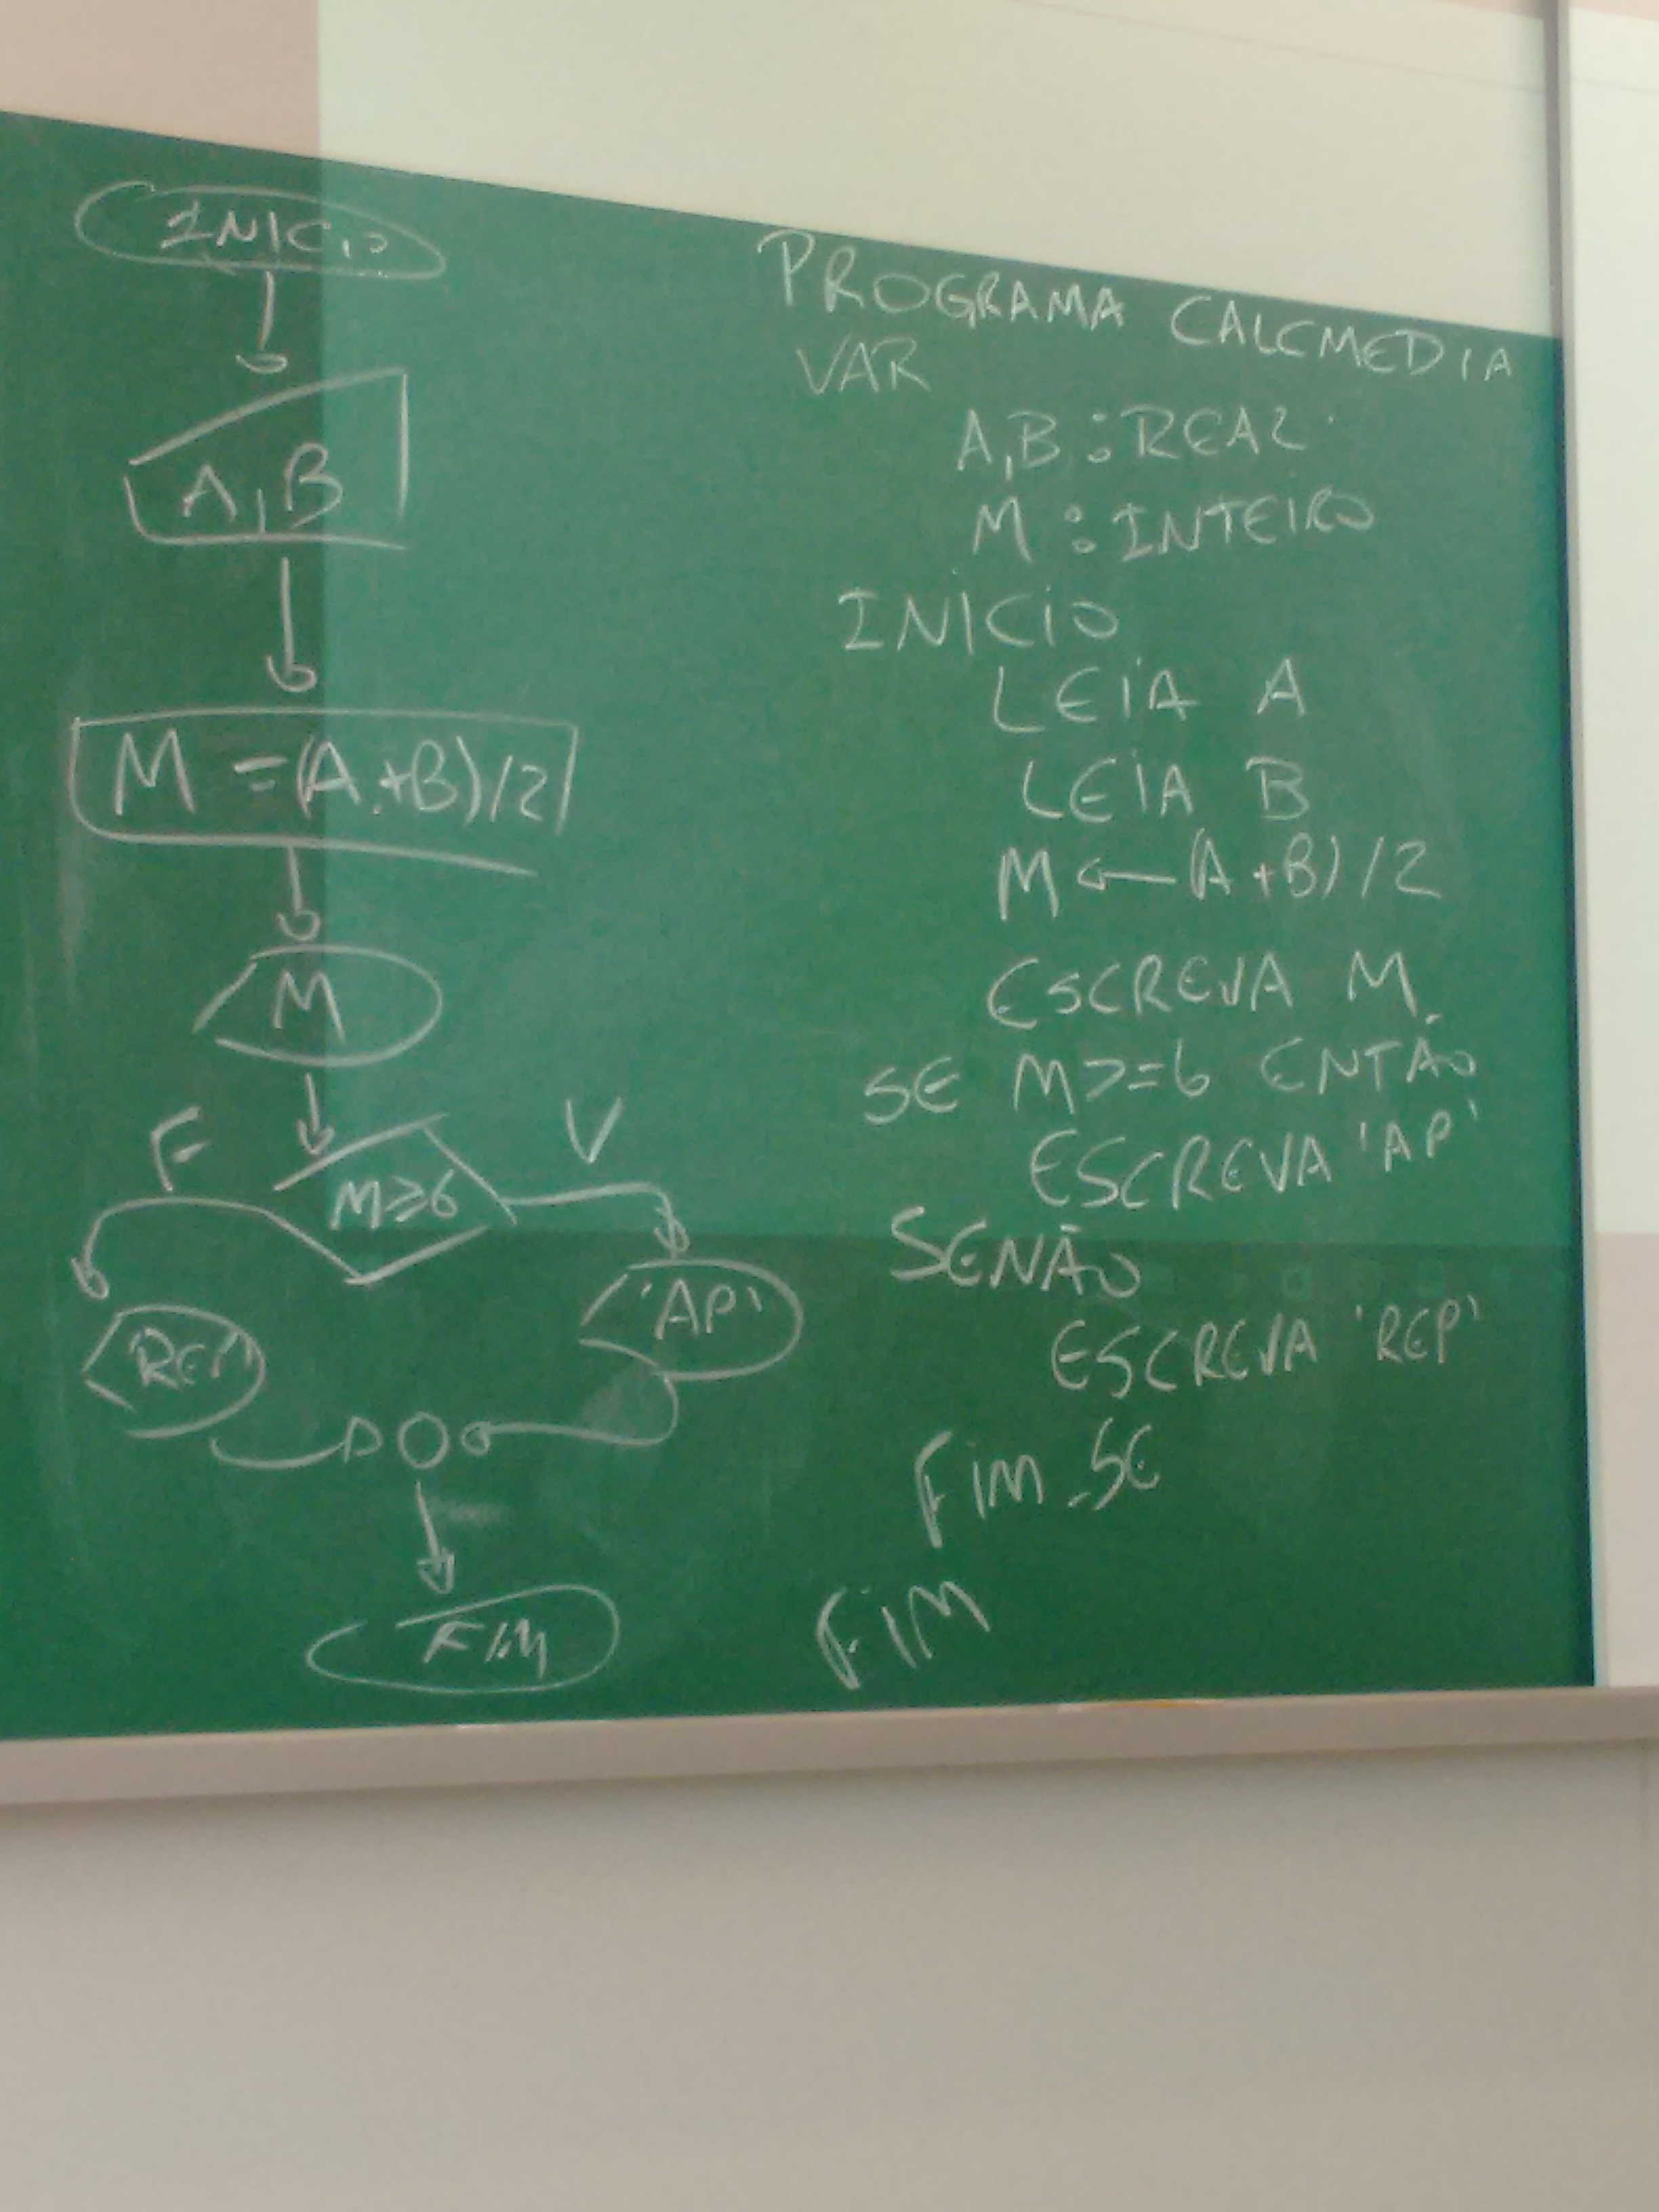 INICIO
A,B
M =(A+B)/2
M
F
V
M≥6
'REP'
'AP'
FIM
PROGRAMA CALCMEDIA
VAR
A,B : REAL
M : INTEIRO
INICIO
LEIA A
LEIA B
M ← (A+B)/2
ESCREVA M
SE M>=6 ENTÃO
ESCREVA 'AP'
SENÃO
ESCREVA 'REP'
FIM_SE
FIM